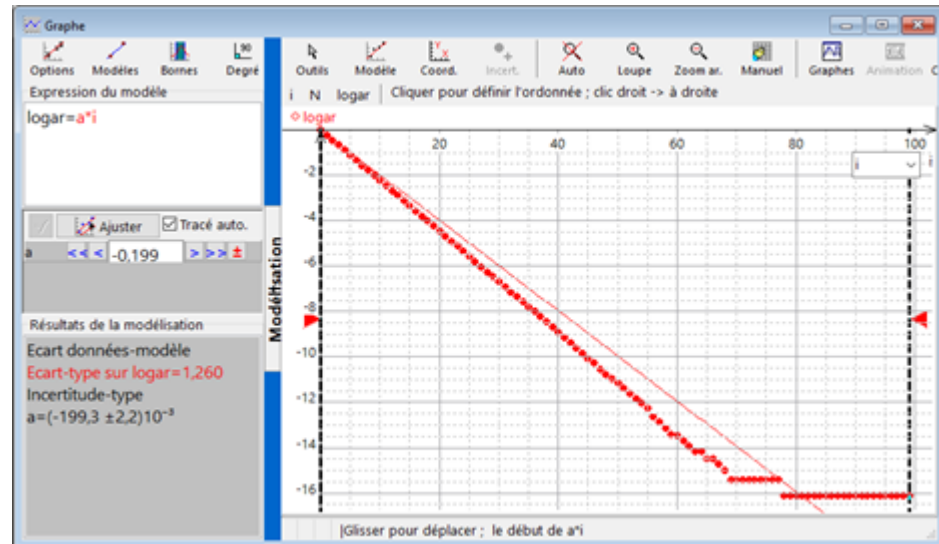 Graphe
Options Modèles Bornes Degré
Outils Modèle Coord. Incert. Auto Loupe Zoom ar. Manuel Graphes Animation
Expression du modèle
i N logar Cliquer pour définir l'ordonnée ; clic droit -> à droite
logar=a*i
logar
20 40 60 80 100
i
i
-2
-4
-6
-8
-10
-12
-14
-16
Ajuster Tracé auto.
a << < -0,199 > >> ±
Modélisation
Résultats de la modélisation
Ecart données-modèle
Ecart-type sur logar=1,260
Incertitude-type
a=(-199,3 ±2,2)10⁻³
|Glisser pour déplacer ; le début de a*i